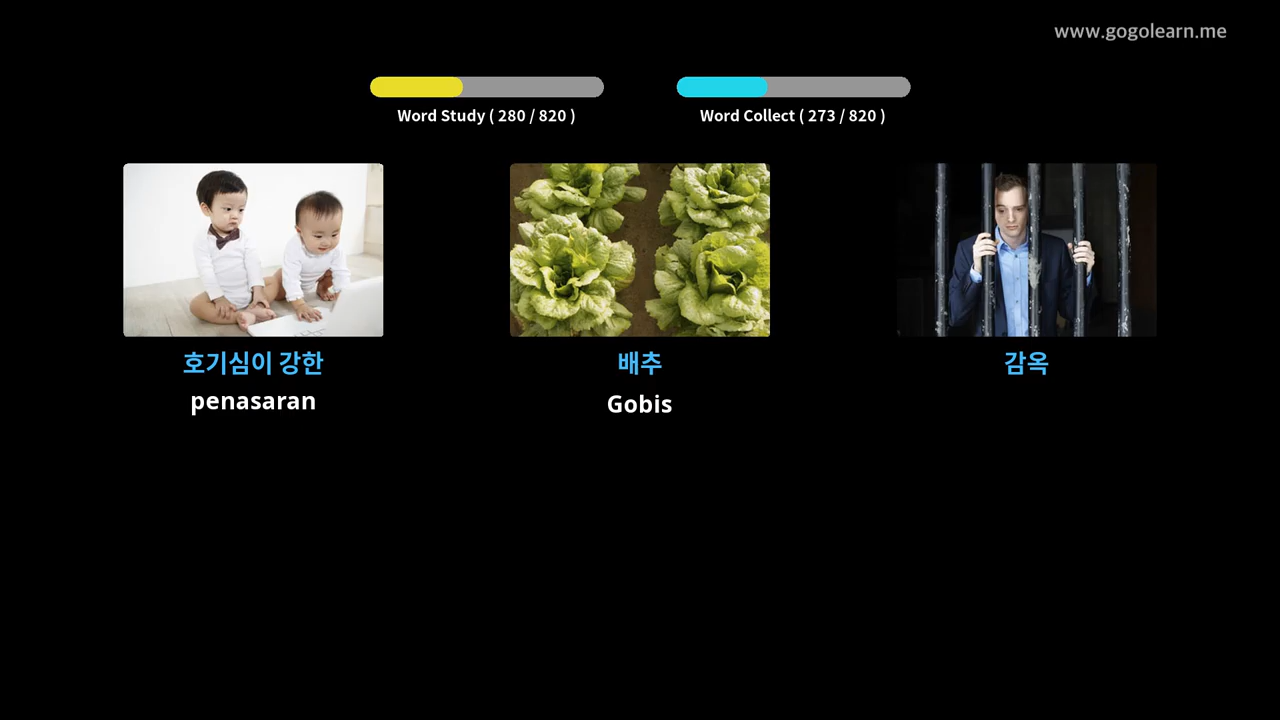 www.gogolearn.me
Word Study ( 280 / 820 )
Word Collect ( 273 / 820 )
호기심이 강한
penasaran
배추
Gobis
감옥